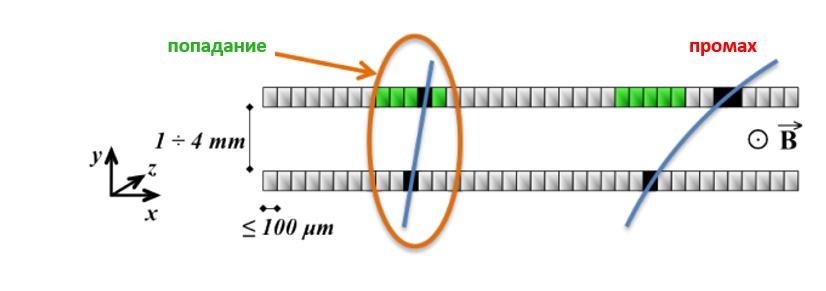 попадание
промах
1 ÷ 4 mm
B
y
z
x
≤ 100 μm